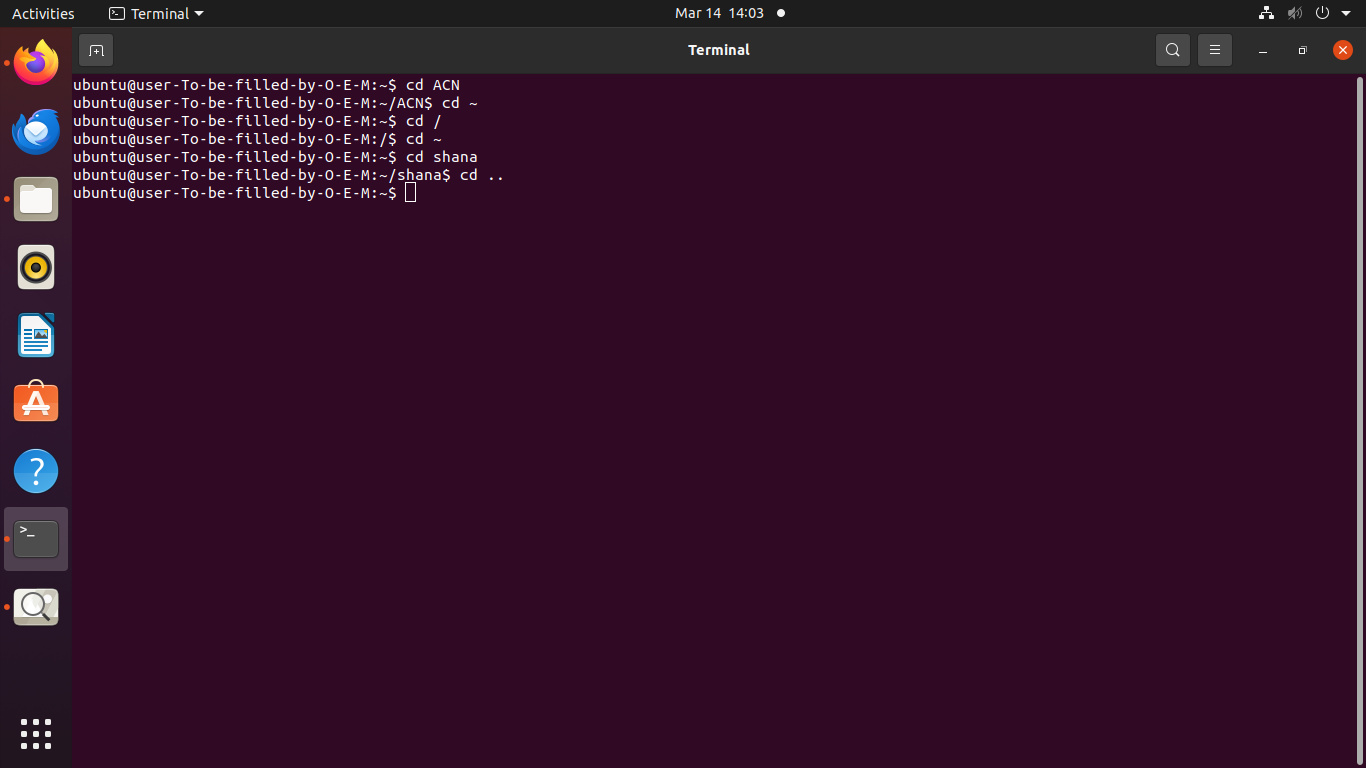 Activities Terminal Mar 14 14:03
Terminal
ubuntu@user-To-be-filled-by-O-E-M:~$ cd ACN
ubuntu@user-To-be-filled-by-O-E-M:~/ACN$ cd ~
ubuntu@user-To-be-filled-by-O-E-M:~$ cd /
ubuntu@user-To-be-filled-by-O-E-M:/$ cd ~
ubuntu@user-To-be-filled-by-O-E-M:~$ cd shana
ubuntu@user-To-be-filled-by-O-E-M:~/shana$ cd ..
ubuntu@user-To-be-filled-by-O-E-M:~$